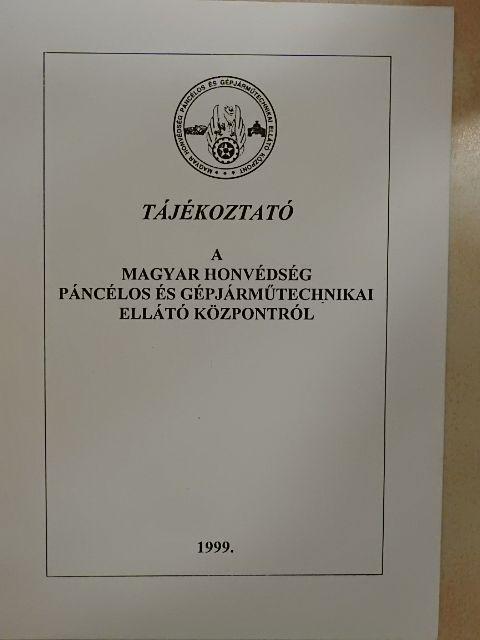 MAGYAR HONVÉDSÉG PÁNCÉLOS ÉS GÉPJÁRMŰTECHNIKAI ELLÁTÓ KÖZPONT
TÁJÉKOZTATÓ
A
MAGYAR HONVÉDSÉG
PÁNCÉLOS ÉS GÉPJÁRMŰTECHNIKAI
ELLÁTÓ KÖZPONTRÓL
1999.